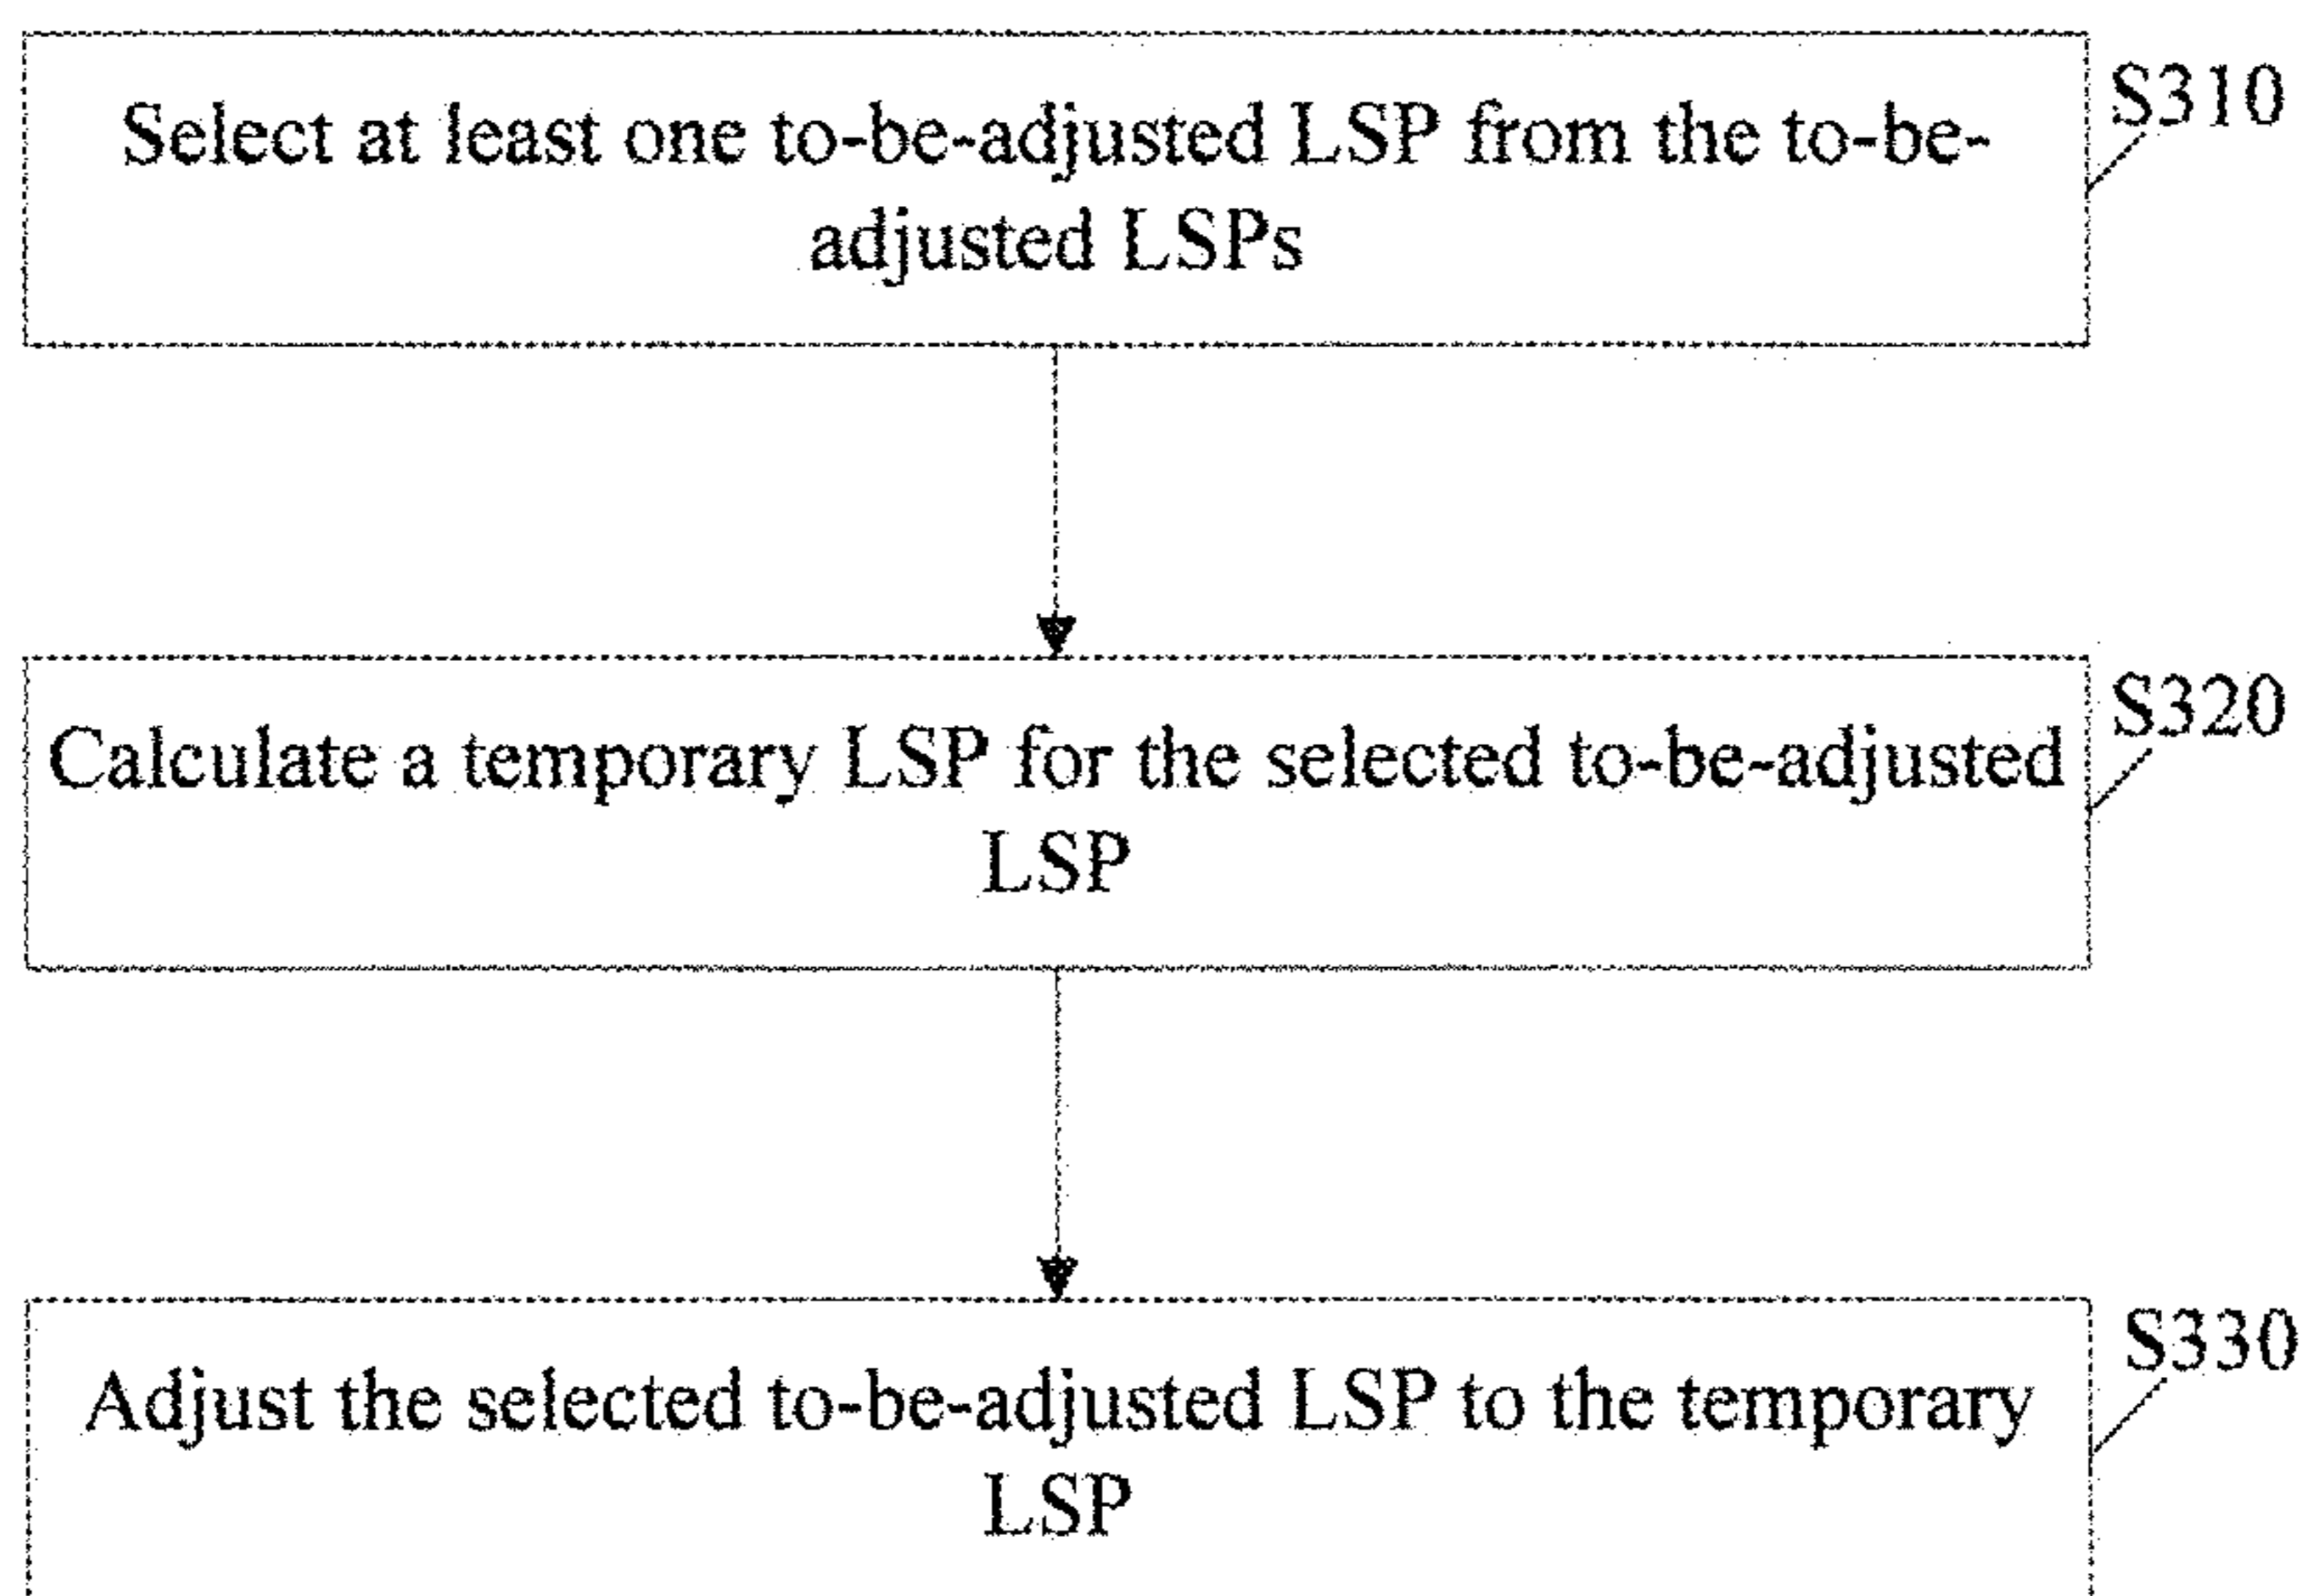 Select at least one to-be-adjusted LSP from the to-be-
adjusted LSPs
S310
Calculate a temporary LSP for the selected to-be-adjusted
LSP
S320
Adjust the selected to-be-adjusted LSP to the temporary
LSP
S330